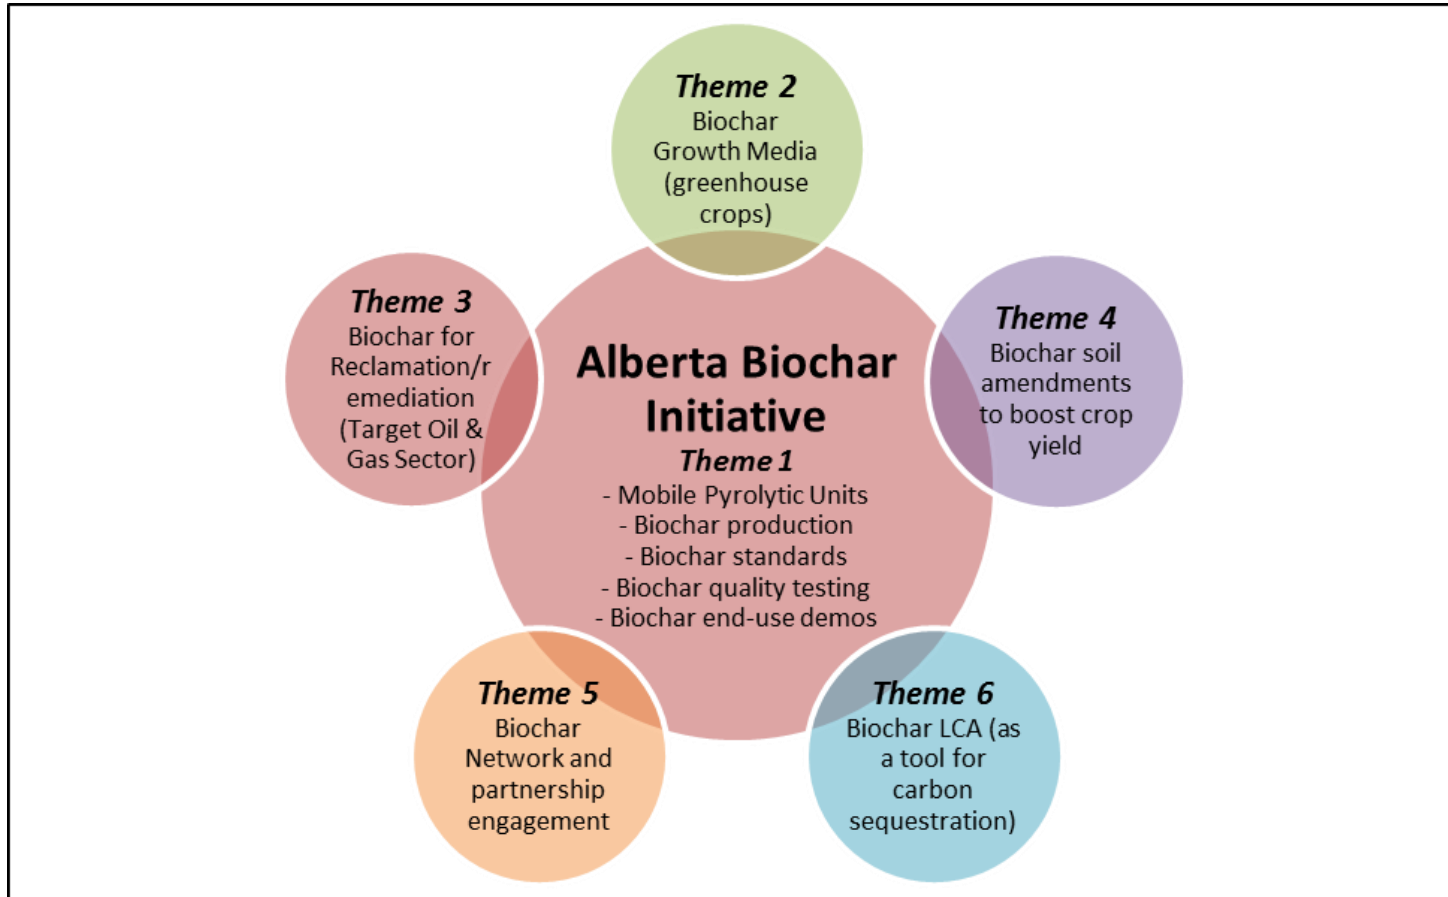 Theme 2
Biochar
Growth Media
(greenhouse
crops)
Theme 3
Biochar for
Reclamation/r
emediation
(Target Oil &
Gas Sector)
Alberta Biochar
Initiative
Theme 1
- Mobile Pyrolytic Units
- Biochar production
- Biochar standards
- Biochar quality testing
- Biochar end-use demos
Theme 4
Biochar soil
amendments
to boost crop
yield
Theme 5
Biochar
Network and
partnership
engagement
Theme 6
Biochar LCA (as
a tool for
carbon
sequestration)